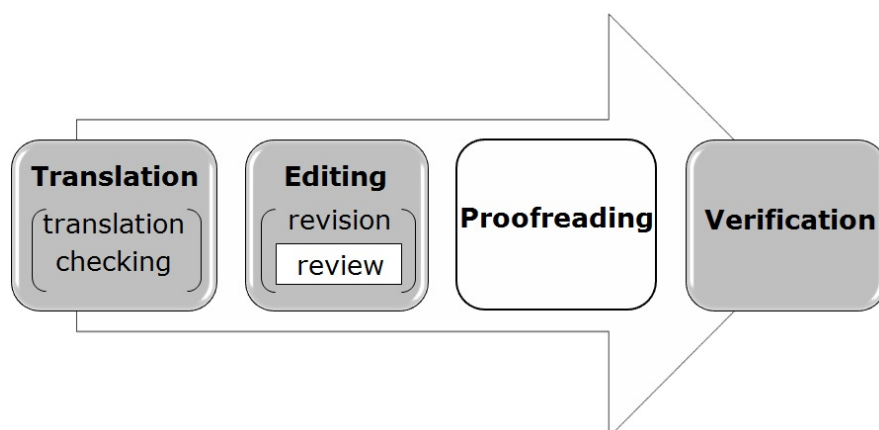 Translation
translation
checking
Editing
revision
review
Proofreading
Verification